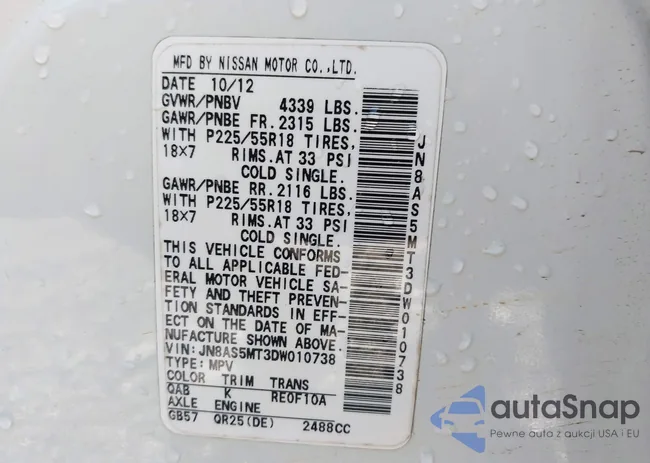 MFD BY NISSAN MOTOR CO.,LTD.
DATE 10/12
GVWR/PNBV 4339 LBS.
GAWR/PNBE FR.2315 LBS.
WITH P225/55R18 TIRES,
18X7 RIMS.AT 33 PSI
COLD SINGLE.
GAWR/PNBE RR.2116 LBS.
WITH P225/55R18 TIRES,
18X7 RIMS.AT 33 PSI
COLD SINGLE.
THIS VEHICLE CONFORMS
TO ALL APPLICABLE FED-
ERAL MOTOR VEHICLE SA-
FETY AND THEFT PREVEN-
TION STANDARDS IN EFF-
ECT ON THE DATE OF MA-
NUFACTURE SHOWN ABOVE.
VIN: JN8AS5MT3DW010738
TYPE: MPV
COLOR TRIM TRANS
QAB K RE0F10A
AXLE ENGINE
GB57 QR25(DE) 2488CC
JN8AS5MT3DW010738
autaSnap
Pewne auta z aukcji USA i EU